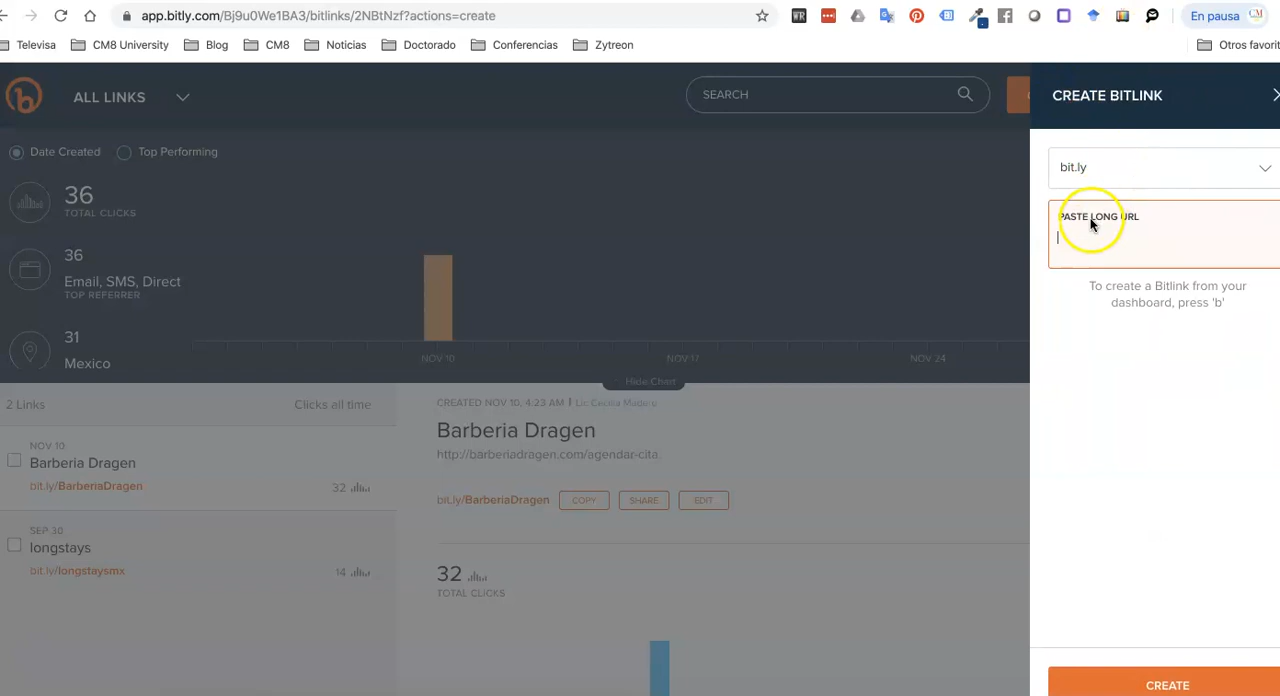 app.bitly.com/Bj9u0We1BA3/bitlinks/2NBtNzf?actions=create
En pausa
Televisa
CM8 University
Blog
CM8
Noticias
Doctorado
Conferencias
Zytreon
Otros favorit
ALL LINKS
SEARCH
CREATE BITLINK
Date Created
Top Performing
bit.ly
36
TOTAL CLICKS
PASTE LONG URL
36
Email, SMS, Direct
TOP REFERRER
To create a Bitlink from your
dashboard, press 'b'
31
Mexico
NOV 10
NOV 17
NOV 24
Hide Chart
2 Links
Clicks all time
CREATED NOV 10, 4:23 AM | Lic Cecilia Madero
Barberia Dragen
http://barberiadragen.com/agendar-cita
NOV 10
Barberia Dragen
bit.ly/BarberiaDragen
32
bit.ly/BarberiaDragen
COPY
SHARE
EDIT
SEP 30
longstays
bit.ly/longstaysmx
14
32
TOTAL CLICKS
CREATE